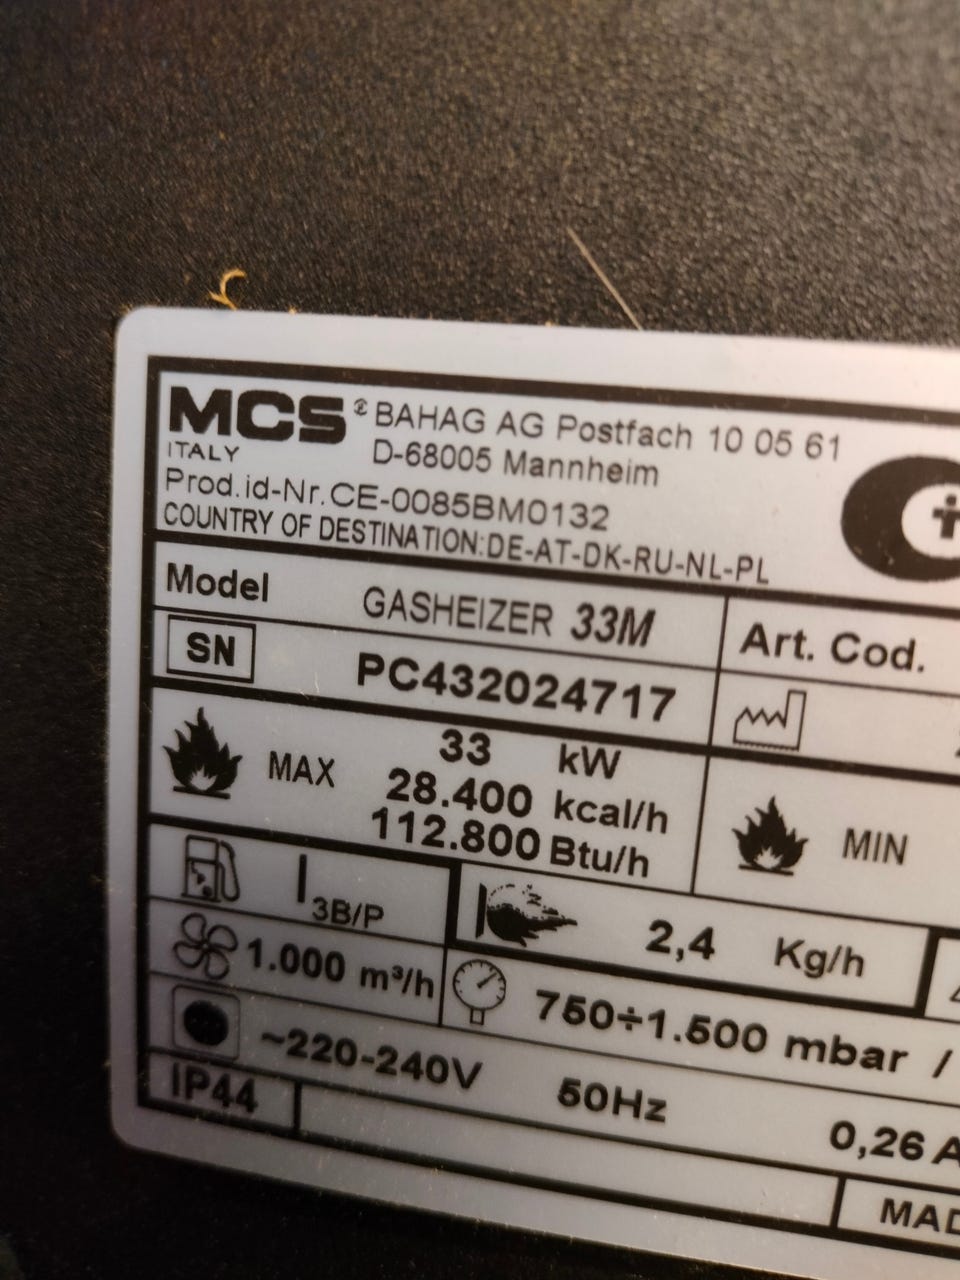 MCS ® BAHAG AG Postfach 10 05 61
ITALY D-68005 Mannheim
Prod.id-Nr.CE-0085BM0132
COUNTRY OF DESTINATION:DE-AT-DK-RU-NL-PL
Model GASHEIZER 33M Art. Cod.
SN PC432024717
MAX 33 kW
28.400 kcal/h
112.800 Btu/h
MIN
I3B/P 2,4 Kg/h
1.000 m³/h 750÷1.500 mbar /
~220-240V 50Hz 0,26 A
IP44
MAD